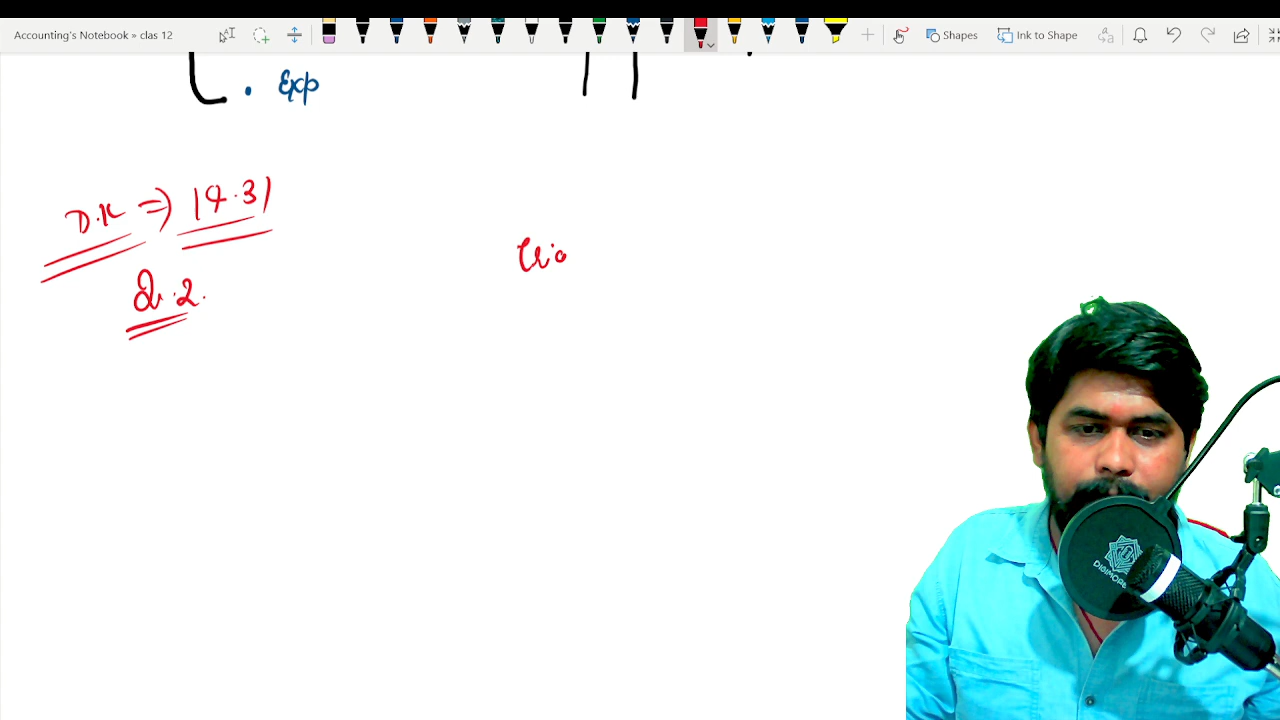 Accounting's Notebook » clas 12
Shapes
Ink to Shape
. Exp
D.K => 14.31
Q.2.